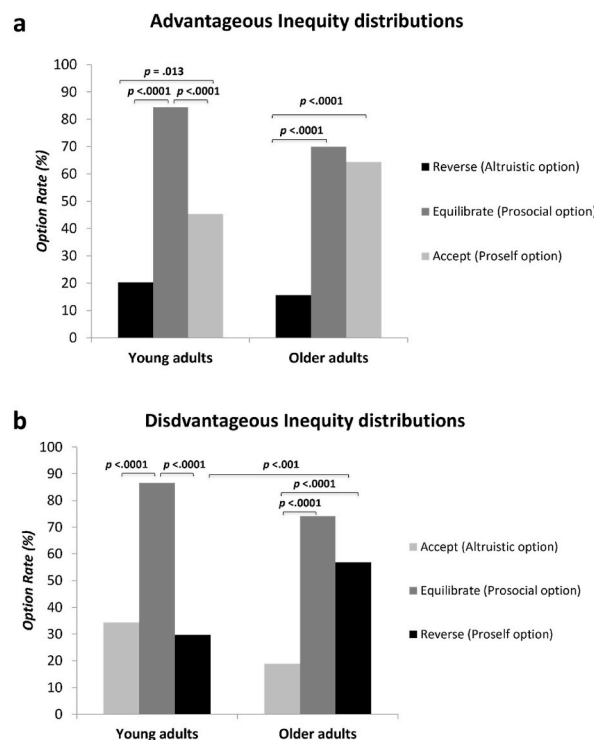 a
Advantageous Inequity distributions
p = .013
p <.0001
p <.0001
p <.0001
p <.0001
100
90
80
70
60
50
40
30
20
10
0
Option Rate (%)
Young adults
Older adults
Reverse (Altruistic option)
Equilibrate (Prosocial option)
Accept (Proself option)
b
Disdvantageous Inequity distributions
p <.0001
p <.0001
p <.001
p <.0001
p <.0001
100
90
80
70
60
50
40
30
20
10
0
Option Rate (%)
Young adults
Older adults
Accept (Altruistic option)
Equilibrate (Prosocial option)
Reverse (Proself option)